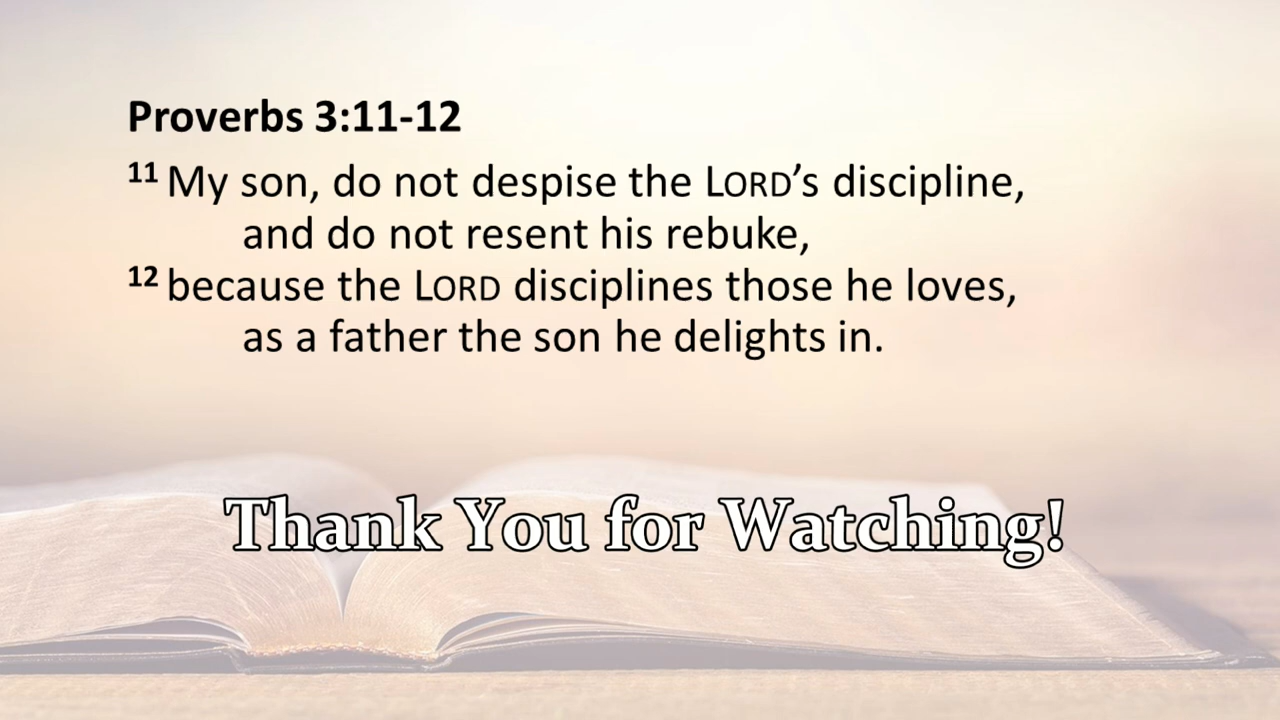 Proverbs 3:11-12
11 My son, do not despise the LORD’s discipline,
and do not resent his rebuke,
12 because the LORD disciplines those he loves,
as a father the son he delights in.
Thank You for Watching!